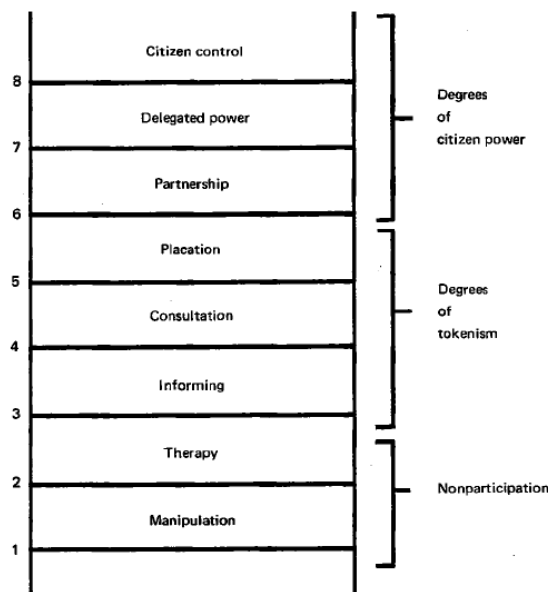 Citizen control
8
Delegated power
7
Partnership
6
Placation
5
Consultation
4
Informing
3
Therapy
2
Manipulation
1
Degrees
of
citizen power
Degrees
of
tokenism
Nonparticipation